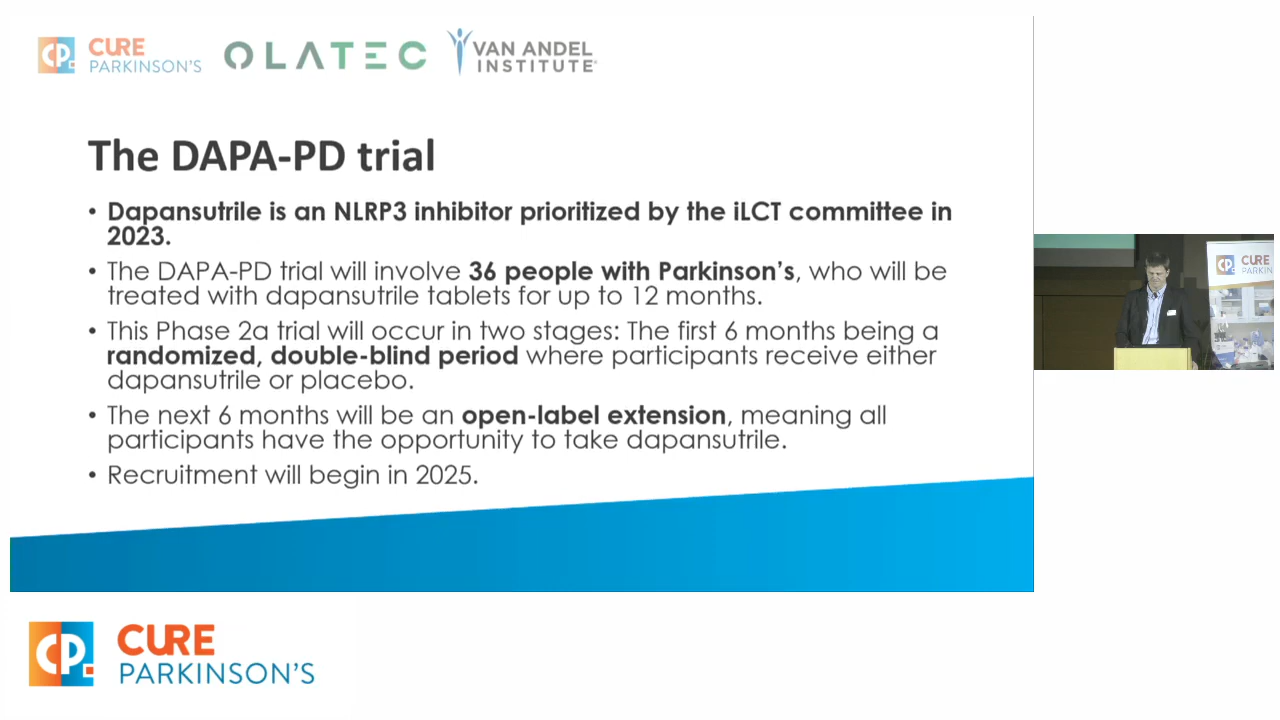 CP.
CURE
PARKINSON'S
OLATEC
VAN ANDEL
INSTITUTE
The DAPA-PD trial
• Dapansutrile is an NLRP3 inhibitor prioritized by the iLCT committee in
2023.
• The DAPA-PD trial will involve 36 people with Parkinson's, who will be
treated with dapansutrile tablets for up to 12 months.
• This Phase 2a trial will occur in two stages: The first 6 months being a
randomized, double-blind period where participants receive either
dapansutrile or placebo.
• The next 6 months will be an open-label extension, meaning all
participants have the opportunity to take dapansutrile.
• Recruitment will begin in 2025.
CP.
CURE
PARKIN
CP.
CURE
PARKINSON'S